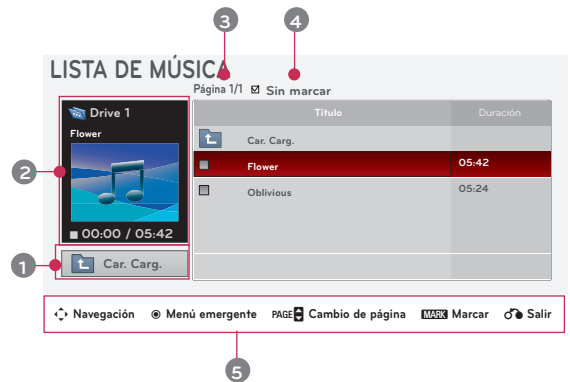 3 4
LISTA DE MÚSICA
Página 1/1 Sin marcar
Drive 1
Flower
00:00 / 05:42
Car. Carg.
Título Duración
Car. Carg.
Flower 05:42
Oblivious 05:24
2
1
Navegación Menú emergente PAGE Cambio de página MARK Marcar Salir
5